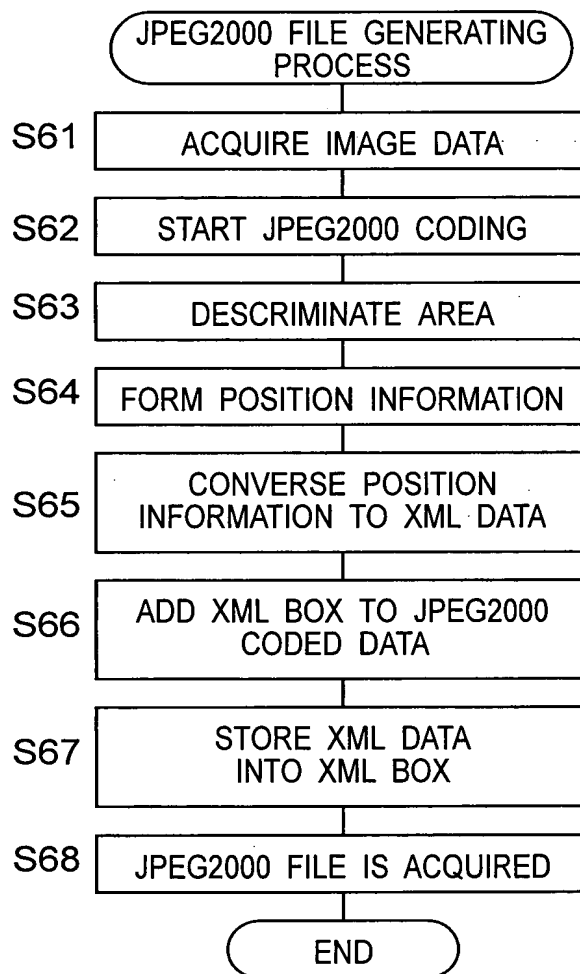 JPEG2000 FILE GENERATING
PROCESS
S61
ACQUIRE IMAGE DATA
S62
START JPEG2000 CODING
S63
DESCRIMINATE AREA
S64
FORM POSITION INFORMATION
S65
CONVERSE POSITION
INFORMATION TO XML DATA
S66
ADD XML BOX TO JPEG2000
CODED DATA
S67
STORE XML DATA
INTO XML BOX
S68
JPEG2000 FILE IS ACQUIRED
END